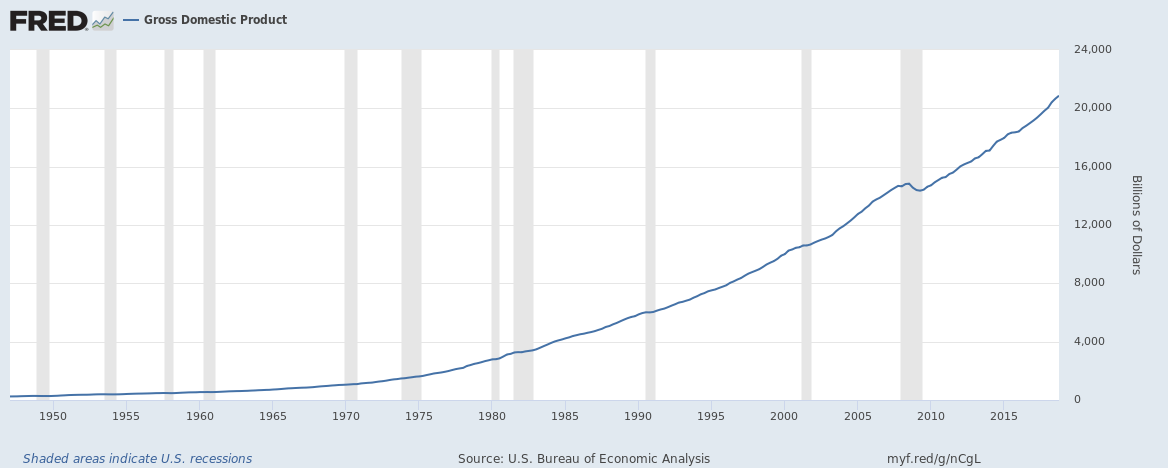 FRED
Gross Domestic Product
24,000
20,000
16,000
12,000
8,000
4,000
0
Billions of Dollars
1950 1955 1960 1965 1970 1975 1980 1985 1990 1995 2000 2005 2010 2015
Shaded areas indicate U.S. recessions Source: U.S. Bureau of Economic Analysis myf.red/g/nCgL